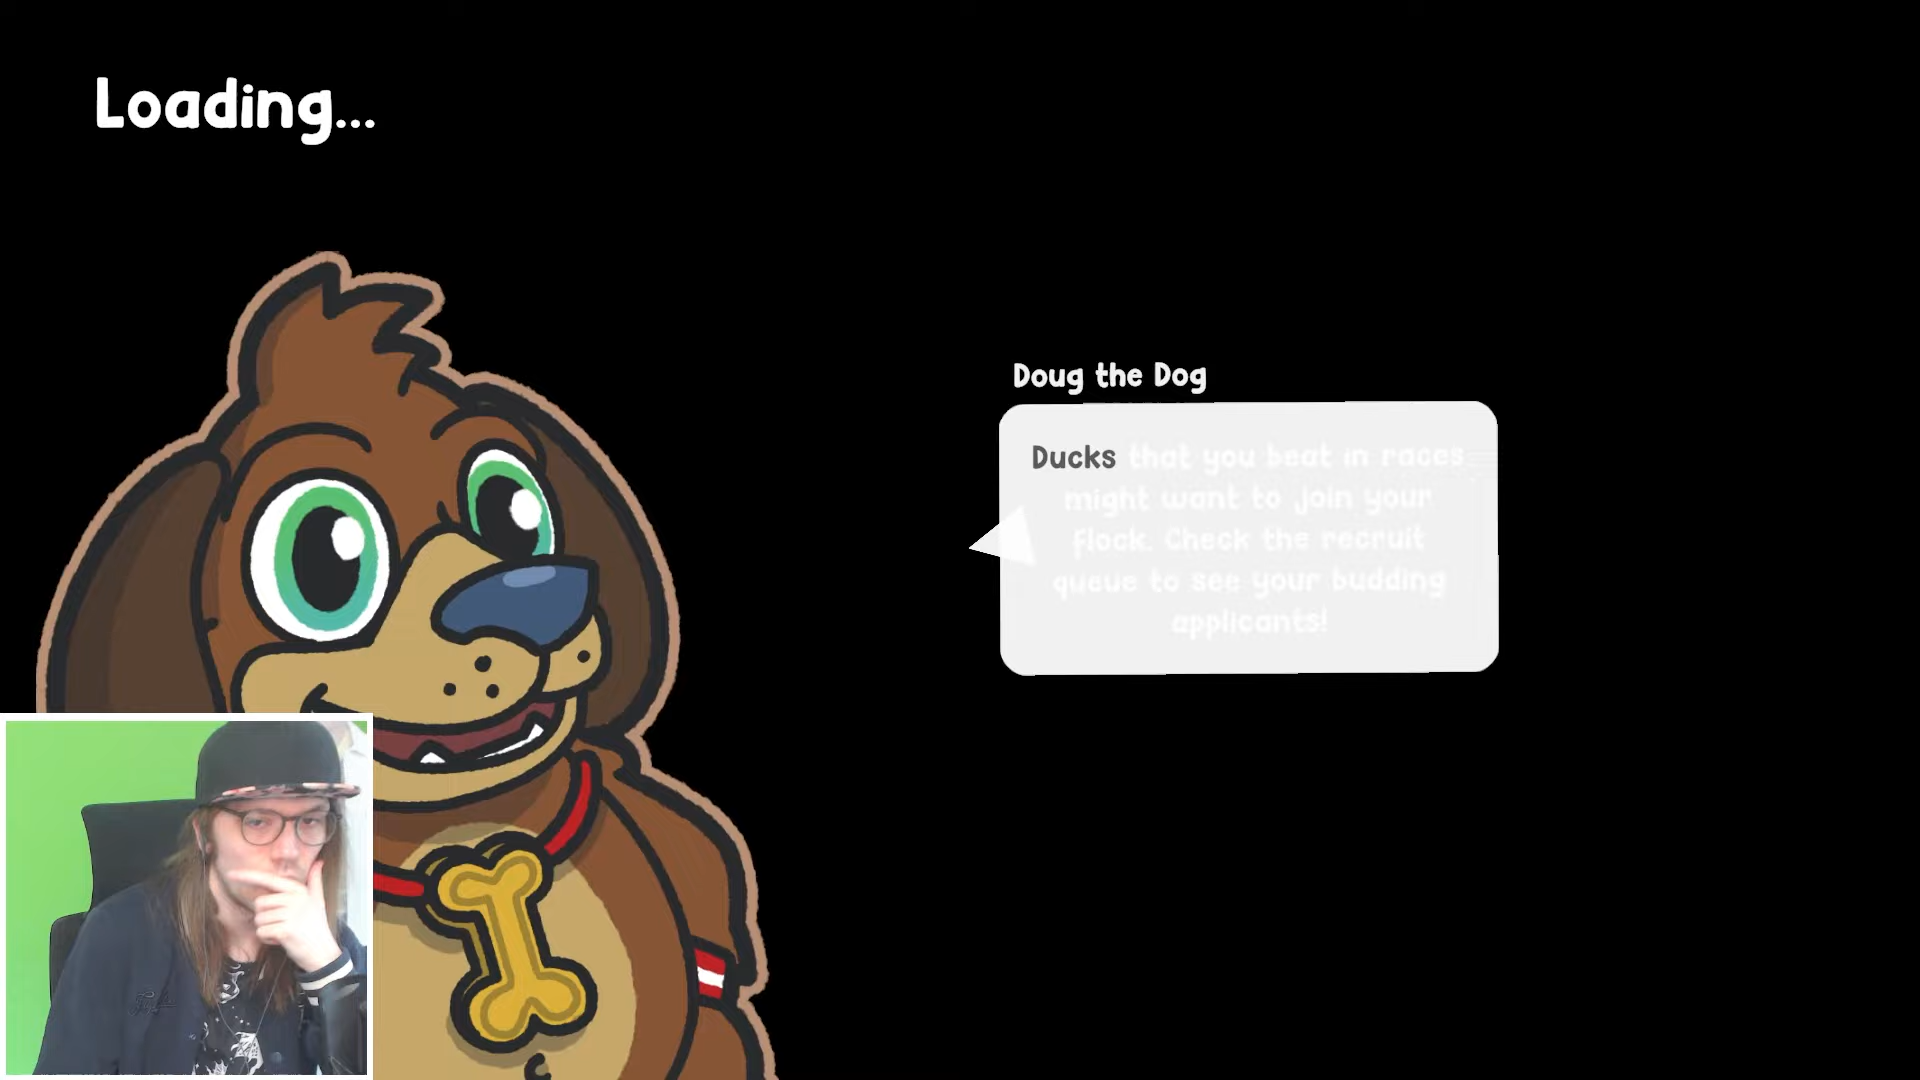 Loading...
Doug the Dog
Ducks that you beat in races
might want to join your
flock. Check the recruit
queue to see your budding
applicants!